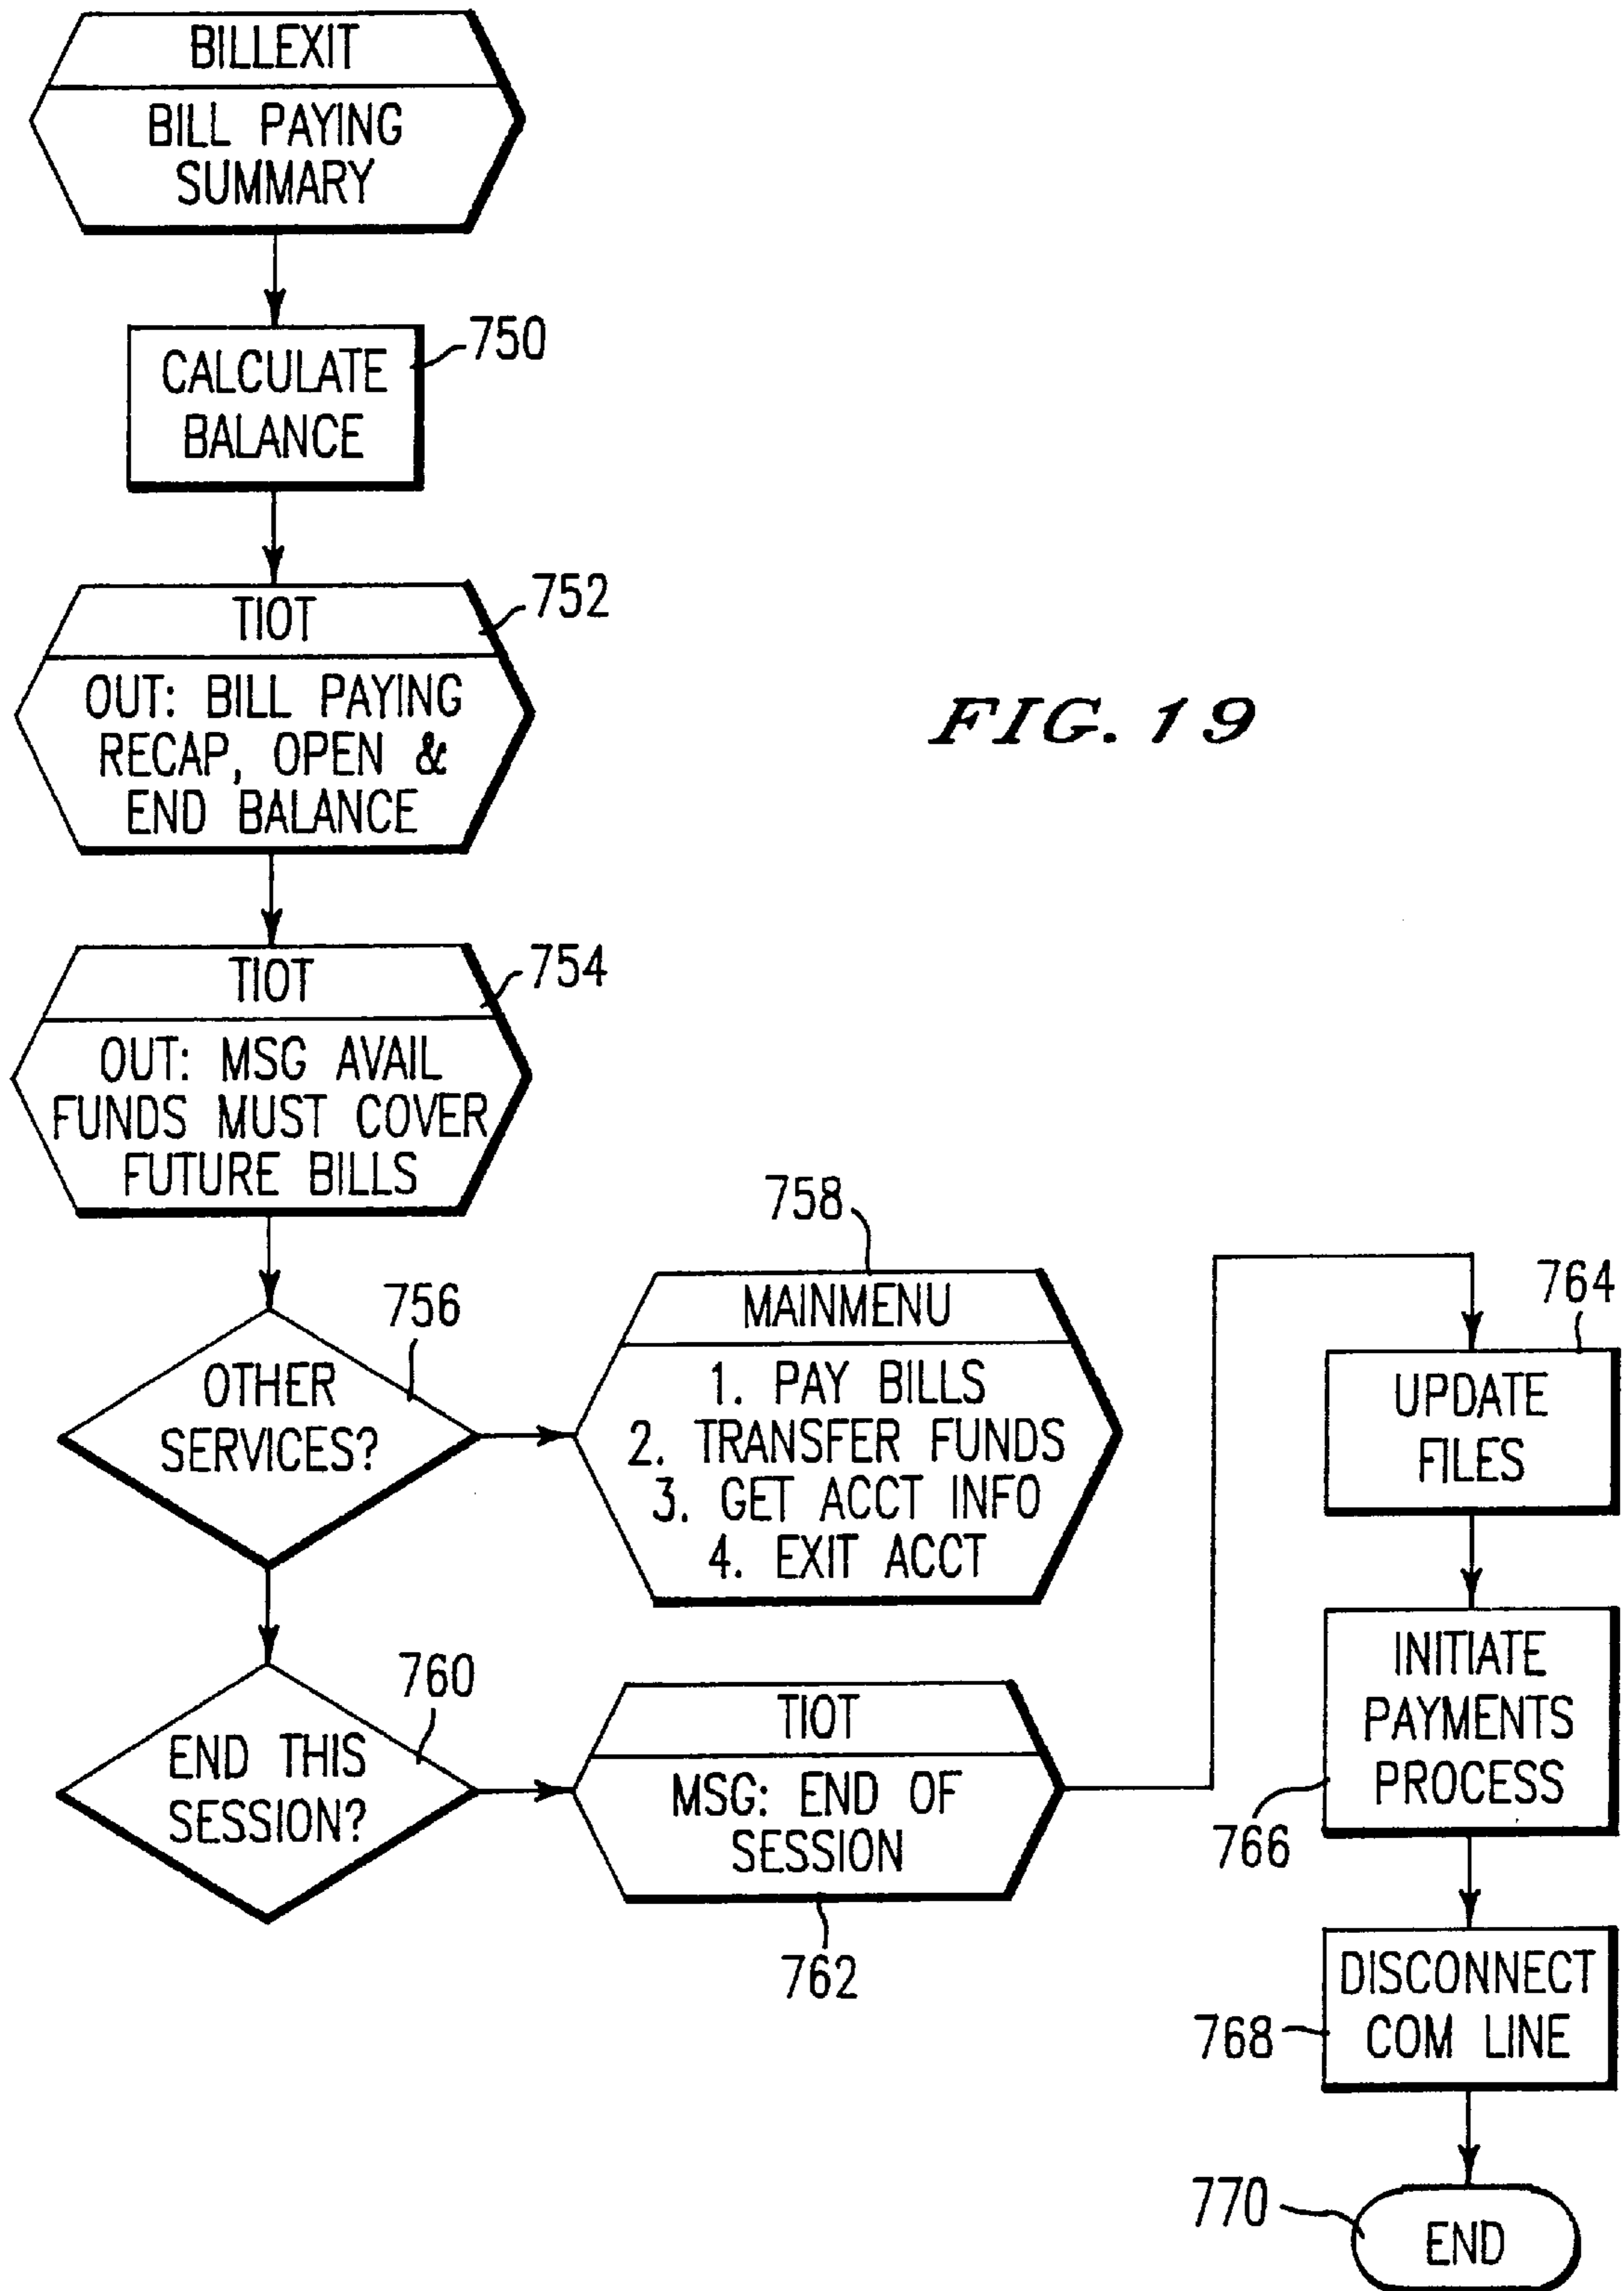 BILLEXIT
BILL PAYING
SUMMARY
CALCULATE
BALANCE
750
TIOT
752
OUT: BILL PAYING
RECAP, OPEN &
END BALANCE
FIG. 19
TIOT
754
OUT: MSG AVAIL
FUNDS MUST COVER
FUTURE BILLS
756
OTHER
SERVICES?
758
MAINMENU
1. PAY BILLS
2. TRANSFER FUNDS
3. GET ACCT INFO
4. EXIT ACCT
760
END THIS
SESSION?
TIOT
MSG: END OF
SESSION
762
764
UPDATE
FILES
INITIATE
PAYMENTS
PROCESS
766
DISCONNECT
COM LINE
768
770
END